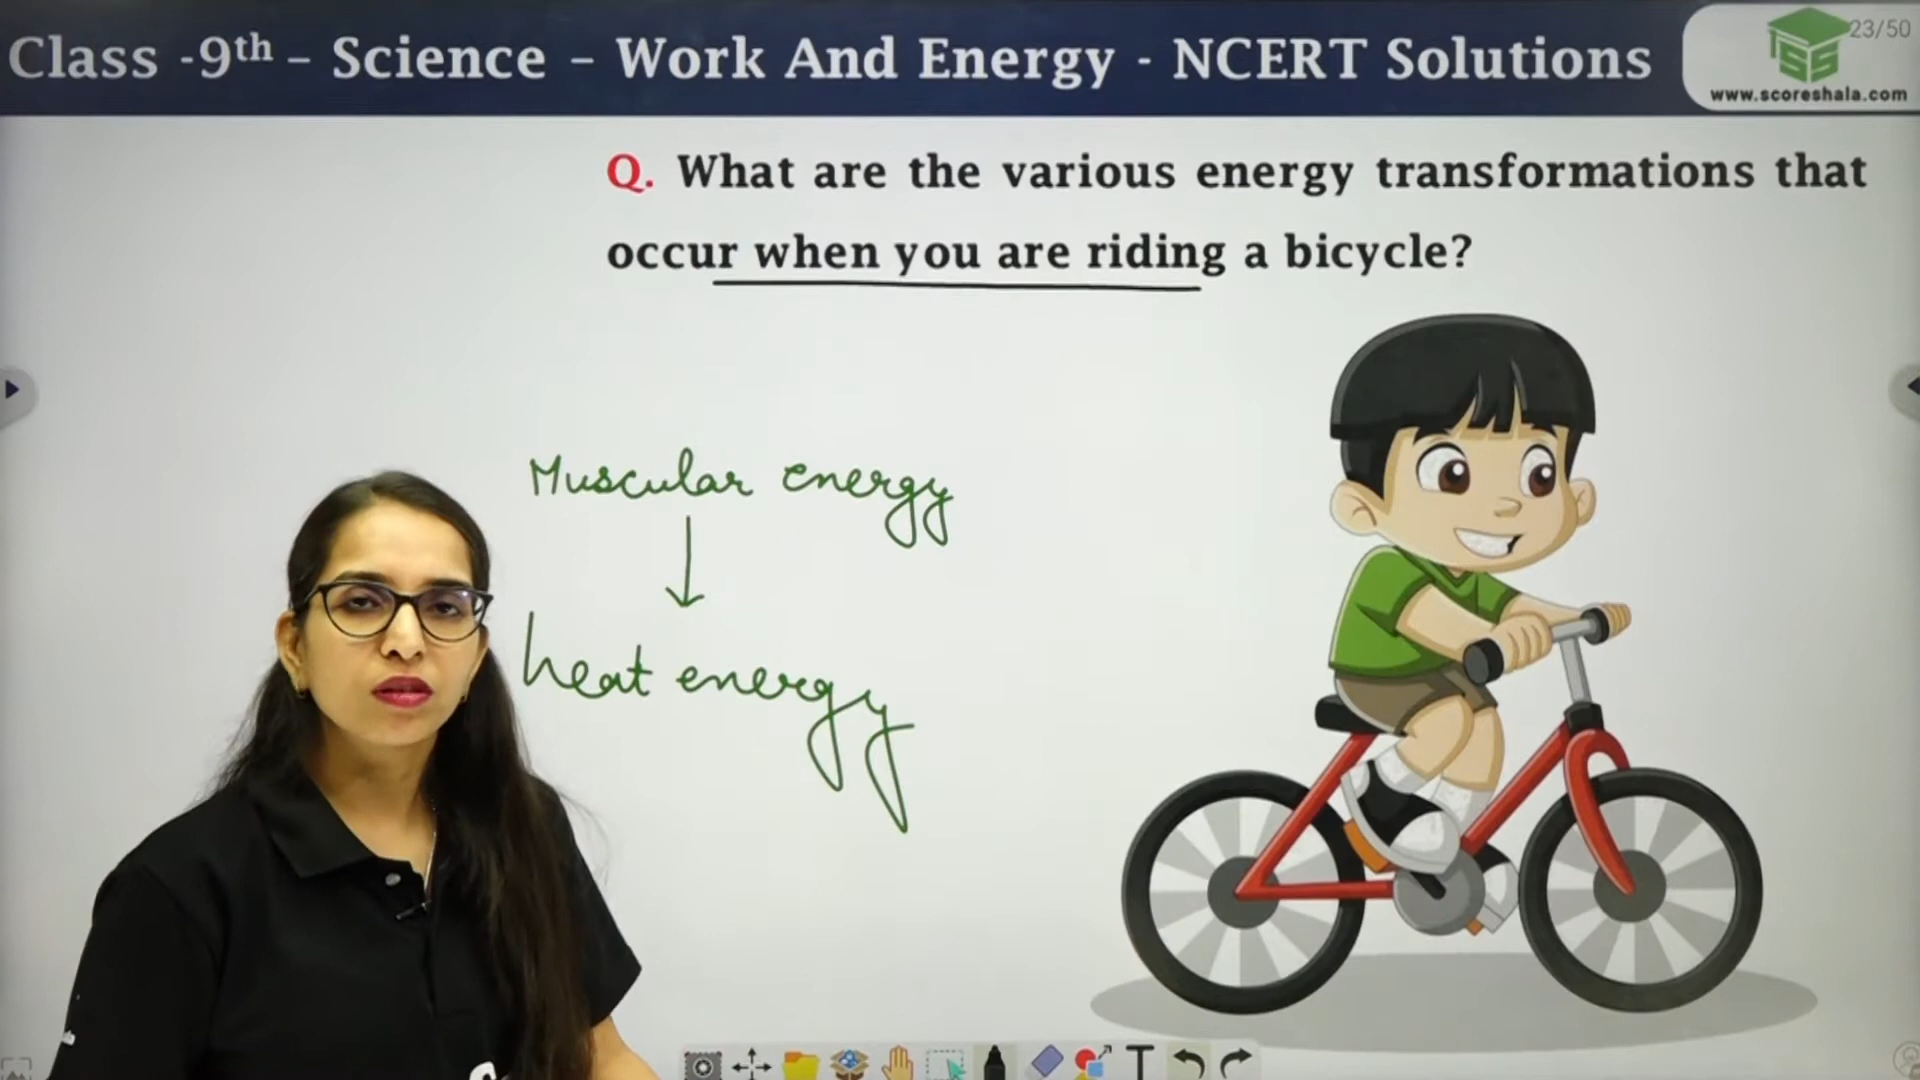 Class -9th – Science – Work And Energy - NCERT Solutions
23/50
www.scoreshala.com
Q. What are the various energy transformations that
occur when you are riding a bicycle?
Muscular energy
heat energy
T